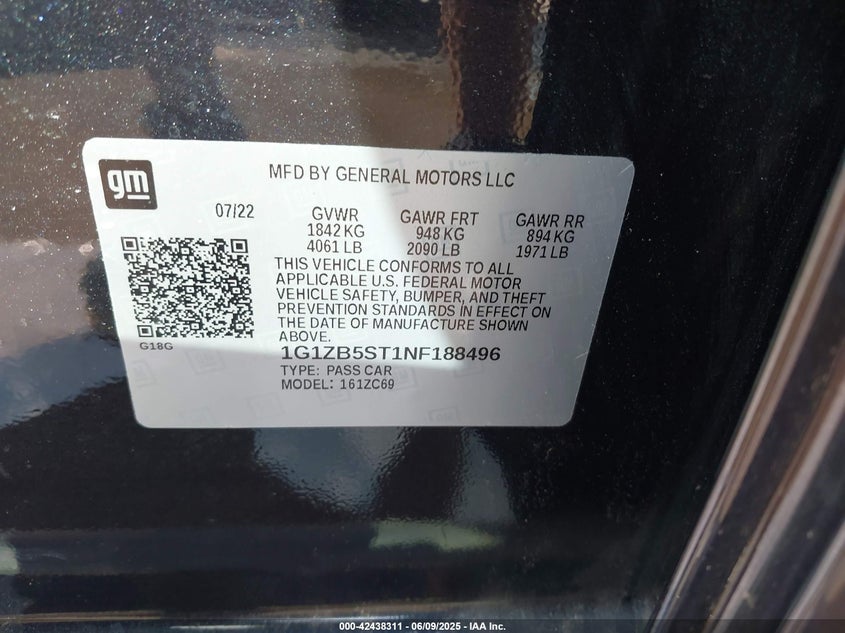 gm
MFD BY GENERAL MOTORS LLC
07/22
GVWR
1842 KG
4061 LB
GAWR FRT
948 KG
2090 LB
GAWR RR
894 KG
1971 LB
THIS VEHICLE CONFORMS TO ALL
APPLICABLE U.S. FEDERAL MOTOR
VEHICLE SAFETY, BUMPER, AND THEFT
PREVENTION STANDARDS IN EFFECT ON
THE DATE OF MANUFACTURE SHOWN
ABOVE.
G18G
1G1ZB5ST1NF188496
TYPE: PASS CAR
MODEL: 161ZC69
000-42438311 | 06/09/2025 - IAA Inc.